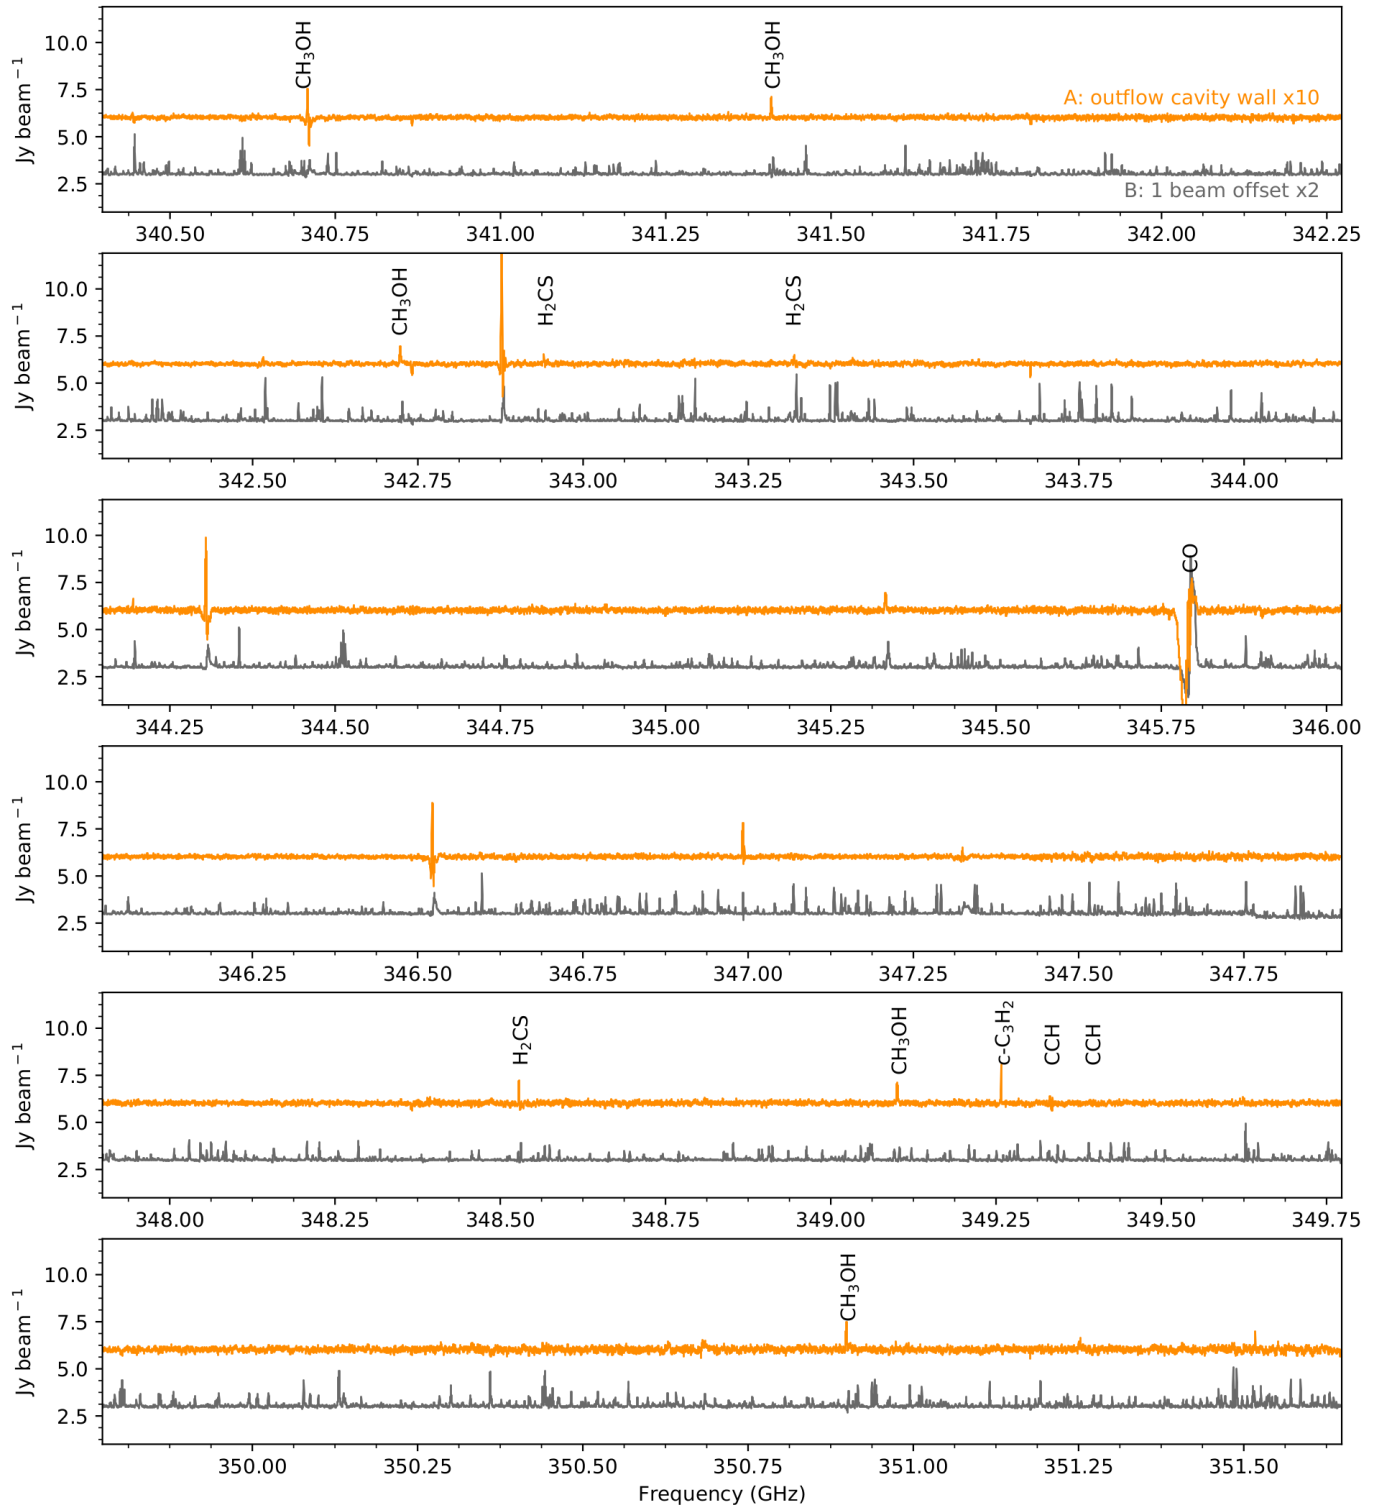 CH₃OH
CH₃OH
10.0
7.5
5.0
2.5
Jy beam⁻¹
A: outflow cavity wall x10
B: 1 beam offset x2
340.50 340.75 341.00 341.25 341.50 341.75 342.00 342.25
CH₃OH
H₂CS
H₂CS
10.0
7.5
5.0
2.5
Jy beam⁻¹
342.50 342.75 343.00 343.25 343.50 343.75 344.00
CO
10.0
7.5
5.0
2.5
Jy beam⁻¹
344.25 344.50 344.75 345.00 345.25 345.50 345.75 346.00
10.0
7.5
5.0
2.5
Jy beam⁻¹
346.25 346.50 346.75 347.00 347.25 347.50 347.75
H₂CS
CH₃OH
c-C₃H₂
CCH
CCH
10.0
7.5
5.0
2.5
Jy beam⁻¹
348.00 348.25 348.50 348.75 349.00 349.25 349.50 349.75
CH₃OH
10.0
7.5
5.0
2.5
Jy beam⁻¹
350.00 350.25 350.50 350.75 351.00 351.25 351.50
Frequency (GHz)